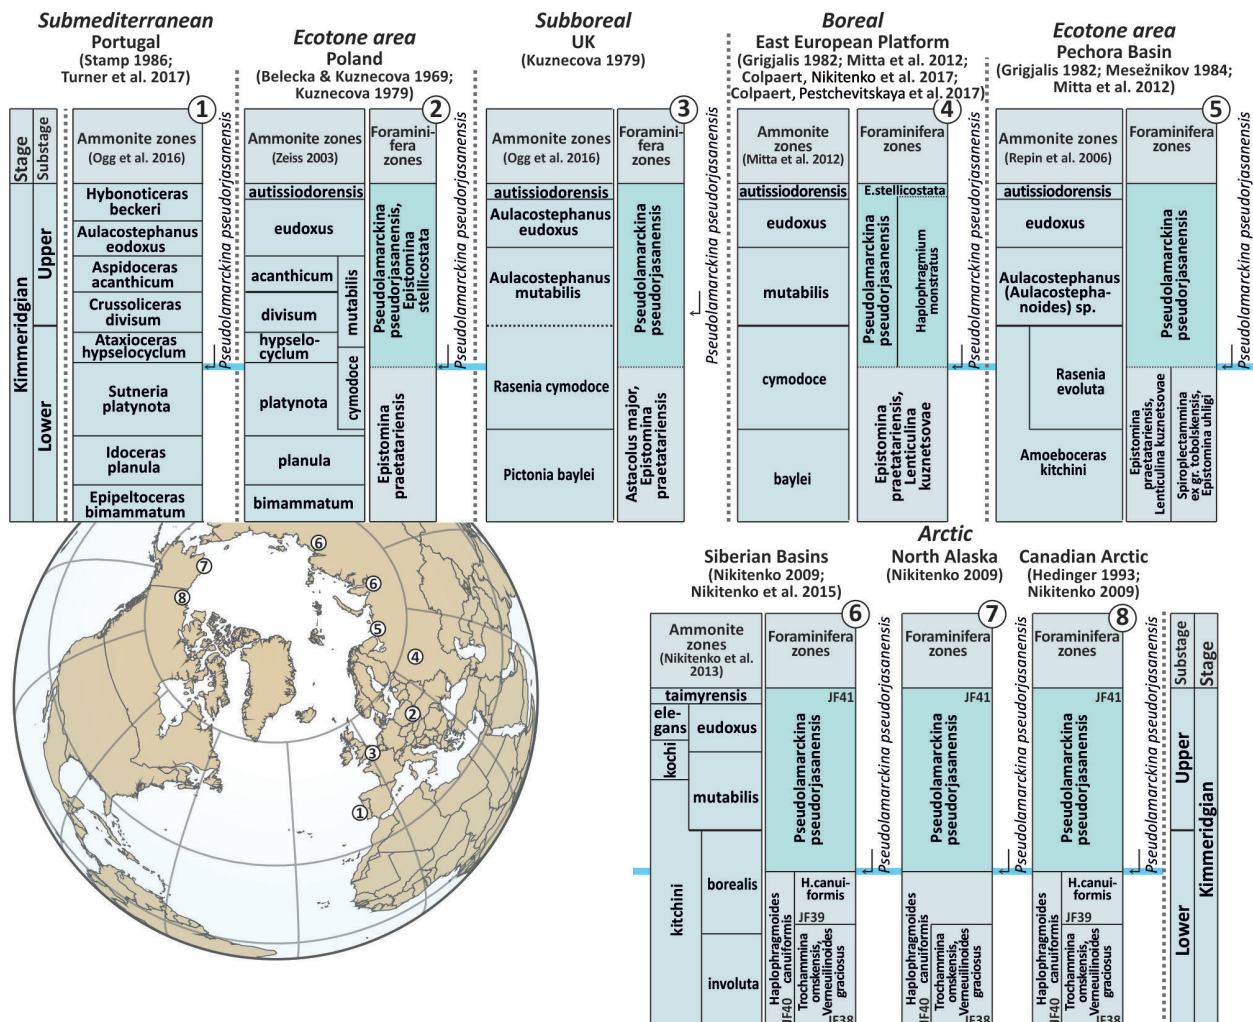 Submediterranean
Portugal
(Stamp 1986;
Turner et al. 2017)
Ecotone area
Poland
(Belecka & Kuznecova 1969;
Kuznecova 1979)
Subboreal
UK
(Kuznecova 1979)
Boreal
East European Platform
(Grigjalis 1982; Mitta et al. 2012;
Colpaert, Nikitenko et al. 2017;
Colpaert, Pestchevitskaya et al. 2017)
Ecotone area
Pechora Basin
(Grigjalis 1982; Mesežnikov 1984;
Mitta et al. 2012)
Stage
Substage
Kimmeridgian
Upper
Lower
1
Ammonite zones
(Ogg et al. 2016)
Hybonoticeras
beckeri
Aulacostephanus
eodoxus
Aspidoceras
acanthicum
Crussoliceras
divisum
Ataxioceras
hypselocyclum
Sutneria
platynota
Idoceras
planula
Epipeltoceras
bimammatum
Pseudolamarckina pseudorjasanensis
2
Ammonite zones
(Zeiss 2003)
autissiodorensis
eudoxus
acanthicum
divisum
hypselo-
cyclum
platynota
planula
bimammatum
mutabilis
cymodoce
Foramini-
fera
zones
Pseudolamarckina
pseudorjasanensis,
Epistomina
stellicostata
Epistomina
praetatariensis
Pseudolamarckina pseudorjasanensis
3
Ammonite zones
(Ogg et al. 2016)
autissiodorensis
Aulacostephanus
eudoxus
Aulacostephanus
mutabilis
Rasenia cymodoce
Pictonia baylei
Forami-
nifera
zones
Pseudolamarckina
pseudorjasanensis
Astacolus major,
Epistomina
praetatariensis
Pseudolamarckina pseudorjasanensis
4
Ammonite
zones
(Mitta et al. 2012)
autissiodorensis
eudoxus
mutabilis
cymodoce
baylei
Foraminifera
zones
E.stellicostata
Pseudolamarckina
pseudorjasanensis
Haplophragmium
monstratus
Epistomina
praetatariensis,
Lenticulina
kuznetsovae
Pseudolamarckina pseudorjasanensis
5
Ammonite zones
(Repin et al. 2006)
autissiodorensis
eudoxus
Aulacostephanus
(Aulacostepha-
noides) sp.
Rasenia
evoluta
Amoeboceras
kitchini
Foraminifera
zones
Pseudolamarckina
pseudorjasanensis
Epistomina
praetatariensis,
Lenticulina kuznetsovae
Spiroplectammina
ex gr. tobolskensis,
Epistomina uhligi
Pseudolamarckina pseudorjasanensis
6
7
6
8
5
4
2
3
1
Arctic
Siberian Basins
(Nikitenko 2009;
Nikitenko et al. 2015)
North Alaska
(Nikitenko 2009)
Canadian Arctic
(Hedinger 1993;
Nikitenko 2009)
6
Ammonite
zones
(Nikitenko et al.
2013)
taimyrensis
ele-
gans
eudoxus
kochi
mutabilis
kitchini
borealis
involuta
Foraminifera
zones
JF41
Pseudolamarckina
pseudorjasanensis
Haplophragmoides
canuiformis
JF40
H.canui-
formis
JF39
Trochammina
omskensis,
Verneuilinoides
graciosus
JF38
Pseudolamarckina pseudorjasanensis
7
Foraminifera
zones
JF41
Pseudolamarckina
pseudorjasanensis
Haplophragmoides
canuiformis
JF40
Trochammina
omskensis,
Verneuilinoides
graciosus
JF38
Pseudolamarckina pseudorjasanensis
8
Foraminifera
zones
JF41
Pseudolamarckina
pseudorjasanensis
Haplophragmoides
canuiformis
JF40
H.canui-
formis
JF39
Trochammina
omskensis,
Verneuilinoides
graciosus
JF38
Pseudolamarckina pseudorjasanensis
Substage
Stage
Upper
Lower
Kimmeridgian